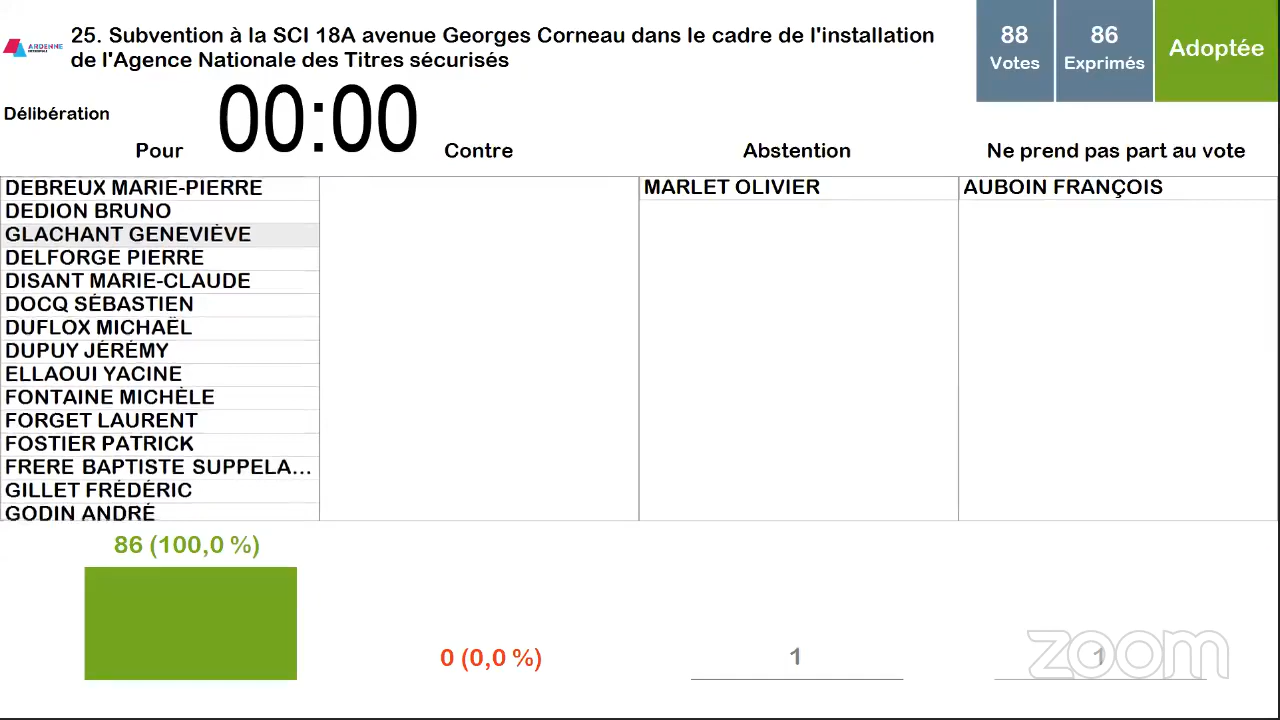 25. Subvention à la SCI 18A avenue Georges Corneau dans le cadre de l'installation
de l'Agence Nationale des Titres sécurisés
ARDENNE
88
Votes
86
Exprimés
Adoptée
Délibération
00:00
Pour
Contre
Abstention
Ne prend pas part au vote
DEBREUX MARIE-PIERRE
DEDION BRUNO
GLACHANT GENEVIÈVE
DELFORGE PIERRE
DISANT MARIE-CLAUDE
DOCQ SÉBASTIEN
DUFLOX MICHAËL
DUPUY JÉRÉMY
ELLAOUI YACINE
FONTAINE MICHÈLE
FORGET LAURENT
FOSTIER PATRICK
FRERE BAPTISTE SUPPELA...
GILLET FRÉDÉRIC
GODIN ANDRÉ
MARLET OLIVIER
AUBOIN FRANÇOIS
86 (100,0 %)
0 (0,0 %)
1
1
zoom